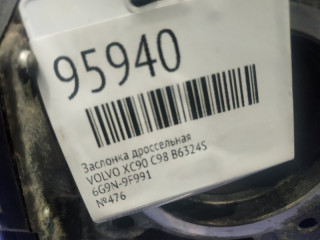 95940
Заслонка дроссельная
VOLVO XC90 C98 B6324S
6G9N-9F991
№476